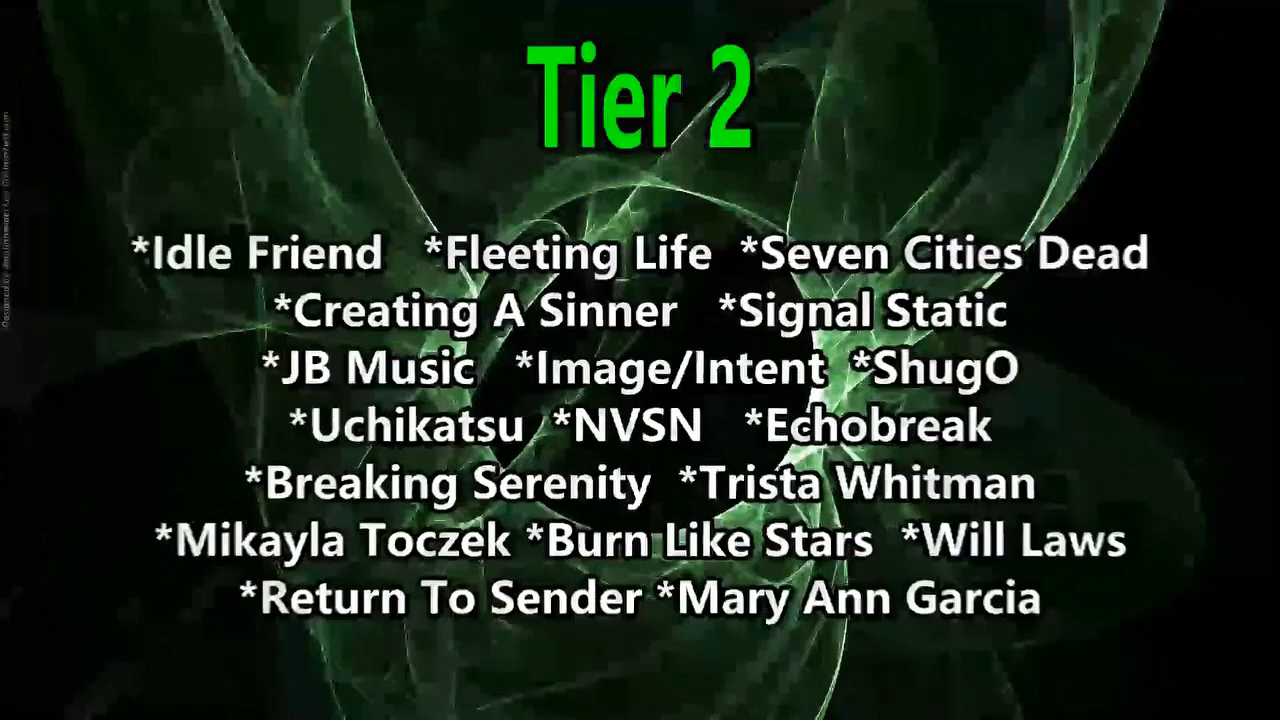 Tier 2
*Idle Friend *Fleeting Life *Seven Cities Dead
*Creating A Sinner *Signal Static
*JB Music *Image/Intent *ShugO
*Uchikatsu *NVSN *Echobreak
*Breaking Serenity *Trista Whitman
*Mikayla Toczek *Burn Like Stars *Will Laws
*Return To Sender *Mary Ann Garcia